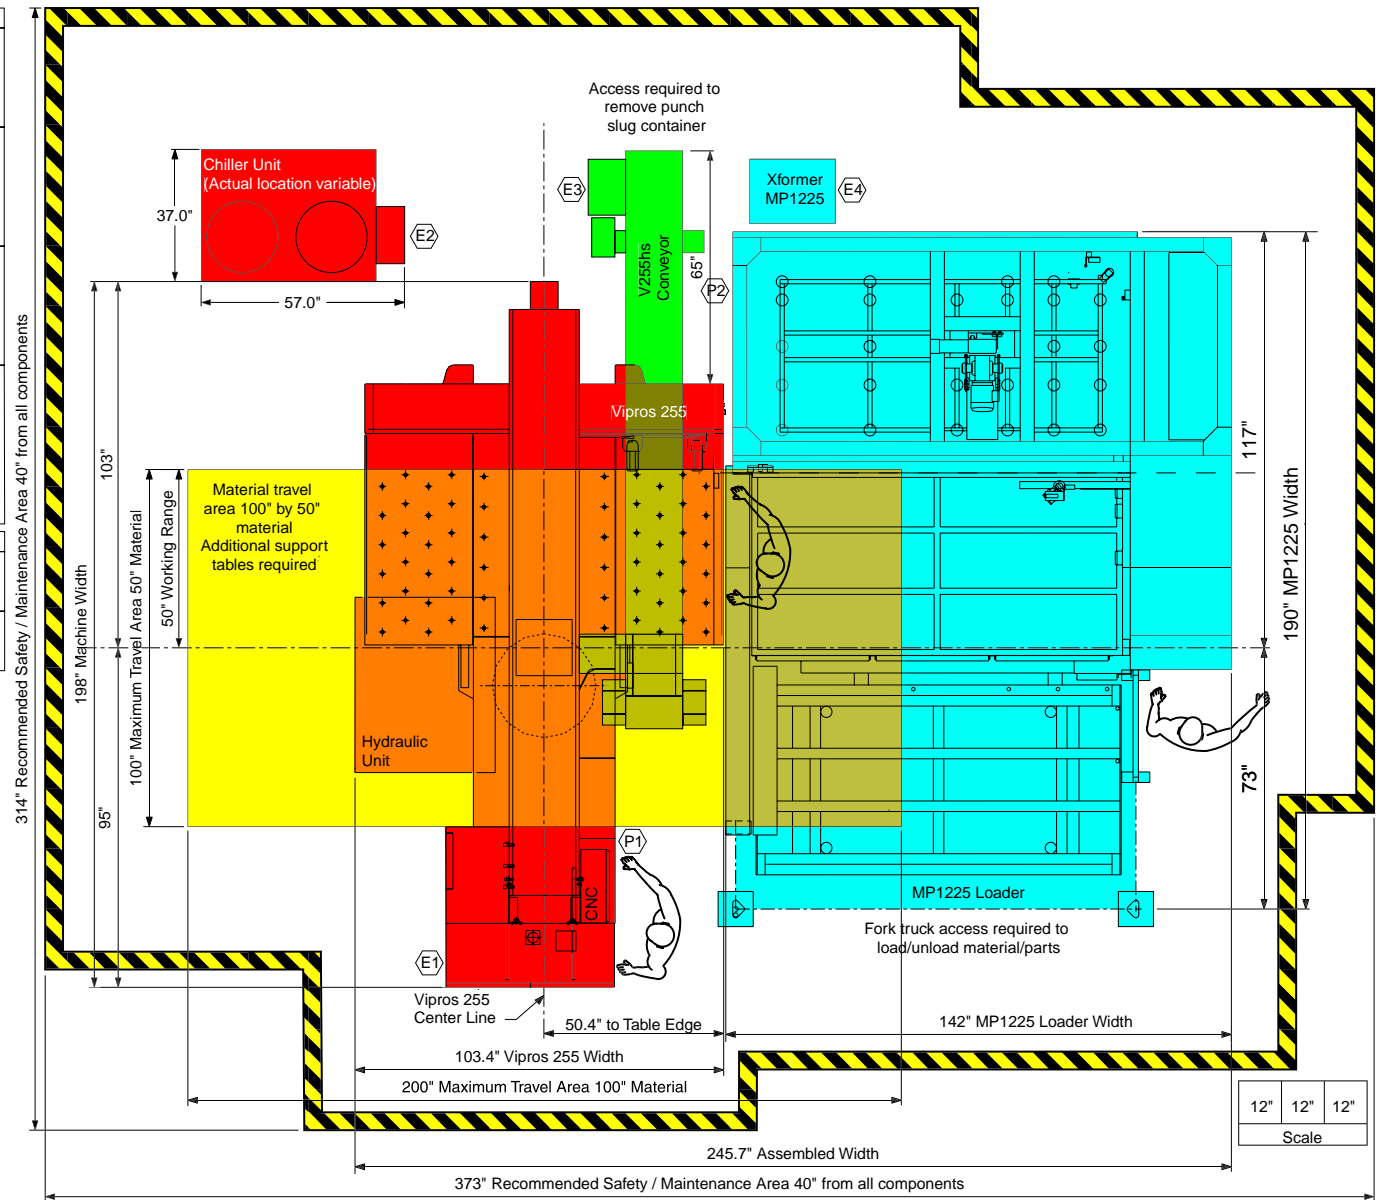 Access required to
remove punch
slug container
Chiller Unit
(Actual location variable)
37.0"
57.0"
E2
E3
V255hs
Conveyor
65"
P2
Xformer
MP1225
E4
Vipros 255
Material travel
area 100" by 50"
material
Additional support
tables required
50" Working Range
100" Maximum Travel Area 50" Material
103"
198" Machine Width
95"
314" Recommended Safety / Maintenance Area 40" from all components
117"
190" MP1225 Width
73"
Hydraulic
Unit
P1
CNC
E1
MP1225 Loader
Fork truck access required to
load/unload material/parts
Vipros 255
Center Line
50.4" to Table Edge
142" MP1225 Loader Width
103.4" Vipros 255 Width
200" Maximum Travel Area 100" Material
12" 12" 12"
Scale
245.7" Assembled Width
373" Recommended Safety / Maintenance Area 40" from all components